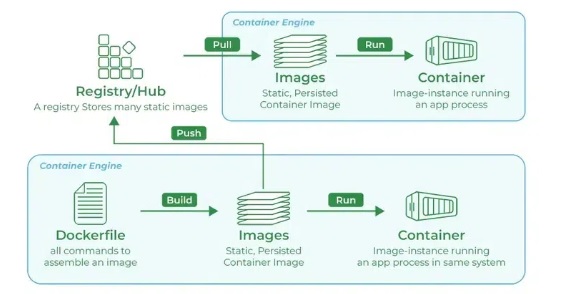 Container Engine
Pull
Run
Images
Static, Persisted
Container Image
Container
Image-instance running
an app process
Registry/Hub
A registry Stores many static images
Push
Container Engine
Build
Run
Dockerfile
all commands to
assemble an image
Images
Static, Persisted
Container Image
Container
Image-instance running
an app process in same system